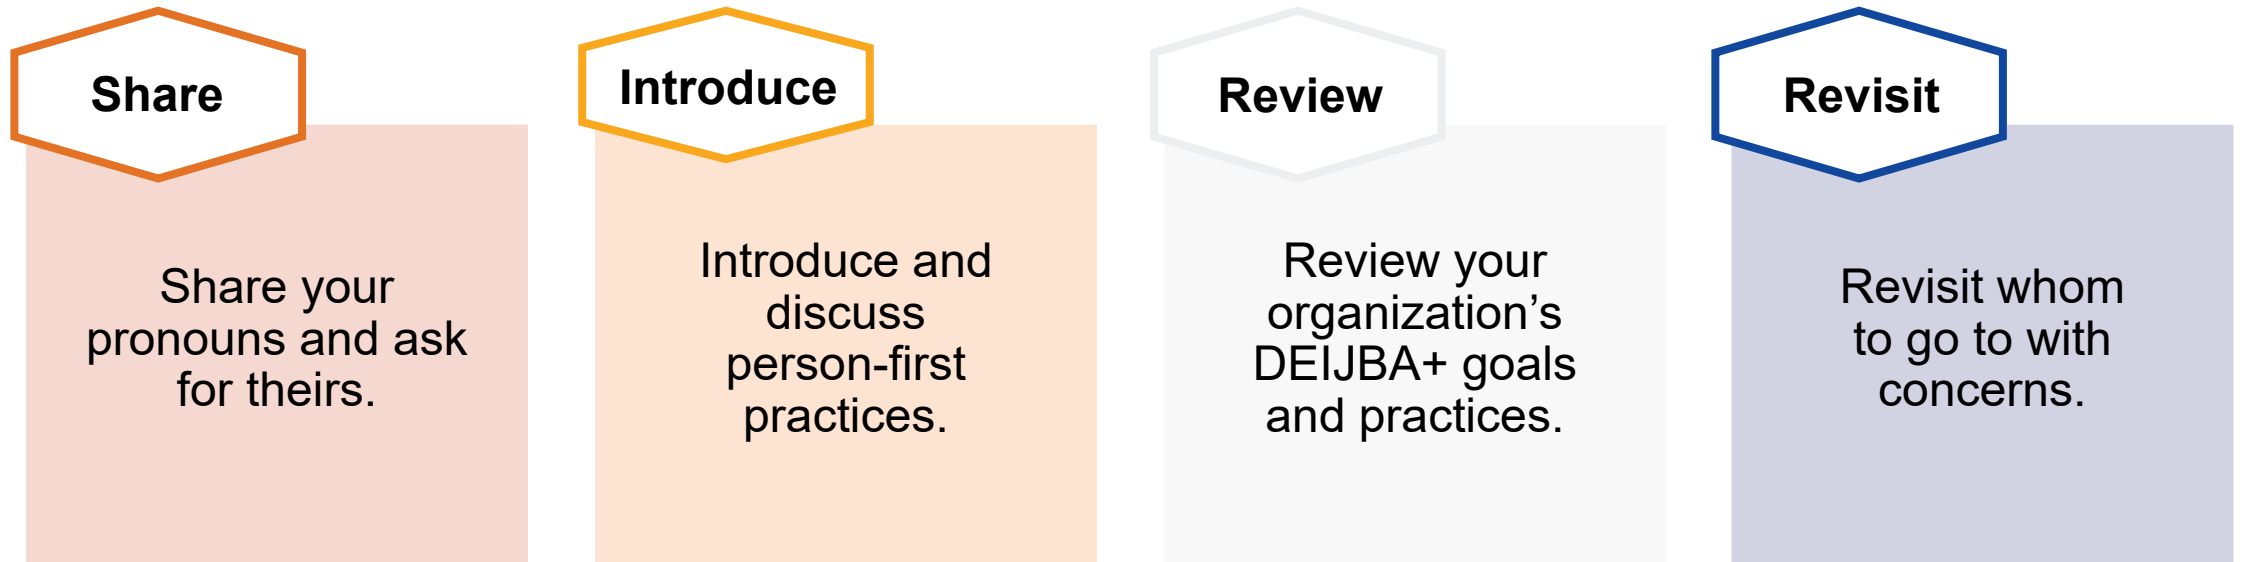 Share
Share your
pronouns and ask
for theirs.
Introduce
Introduce and
discuss
person-first
practices.
Review
Review your
organization’s
DEIJBA+ goals
and practices.
Revisit
Revisit whom
to go to with
concerns.